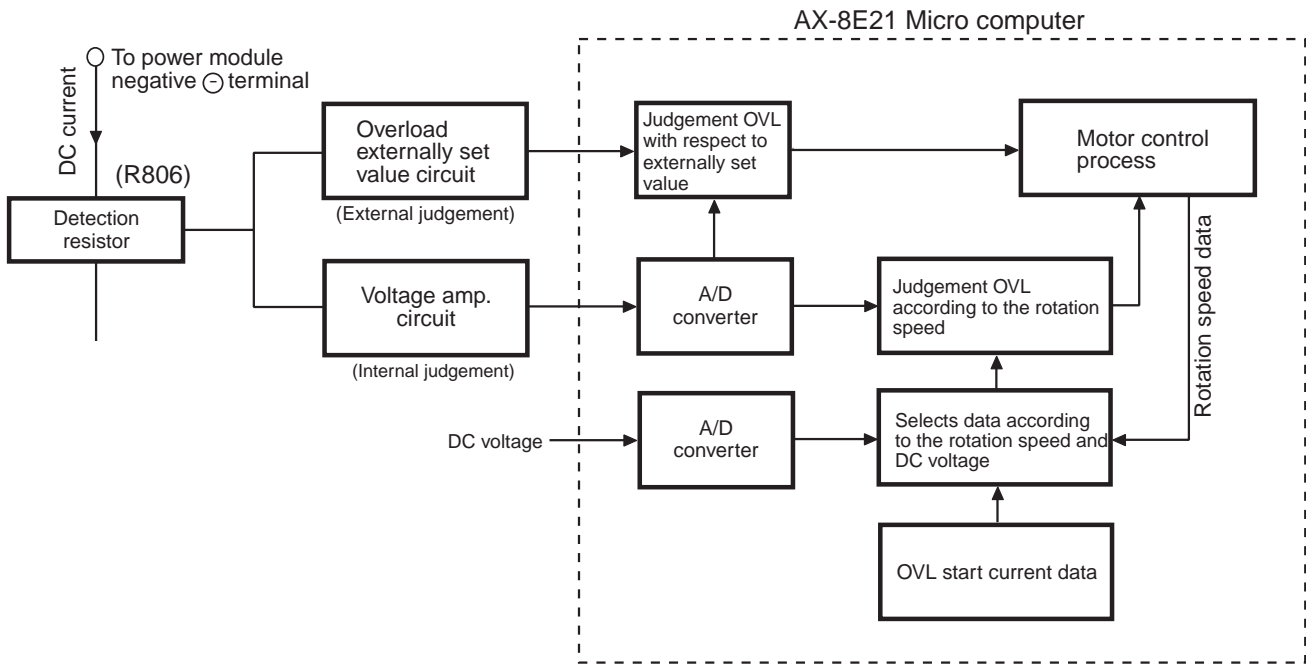 AX-8E21 Micro computer
To power module
negative ⊖ terminal
DC current
(R806)
Detection
resistor
Overload
externally set
value circuit
(External judgement)
Voltage amp.
circuit
(Internal judgement)
Judgement OVL
with respect to
externally set
value
Motor control
process
A/D
converter
Judgement OVL
according to the rotation
speed
Rotation speed data
DC voltage
A/D
converter
Selects data according
to the rotation speed and
DC voltage
OVL start current data